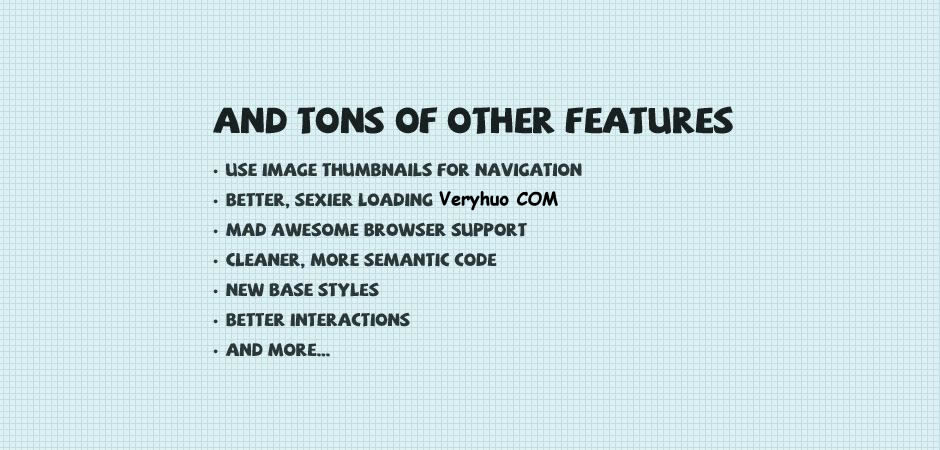 AND TONS OF OTHER FEATURES
• USE IMAGE THUMBNAILS FOR NAVIGATION
• BETTER, SEXIER LOADING Veryhuo COM
• MAD AWESOME BROWSER SUPPORT
• CLEANER, MORE SEMANTIC CODE
• NEW BASE STYLES
• BETTER INTERACTIONS
• AND MORE...